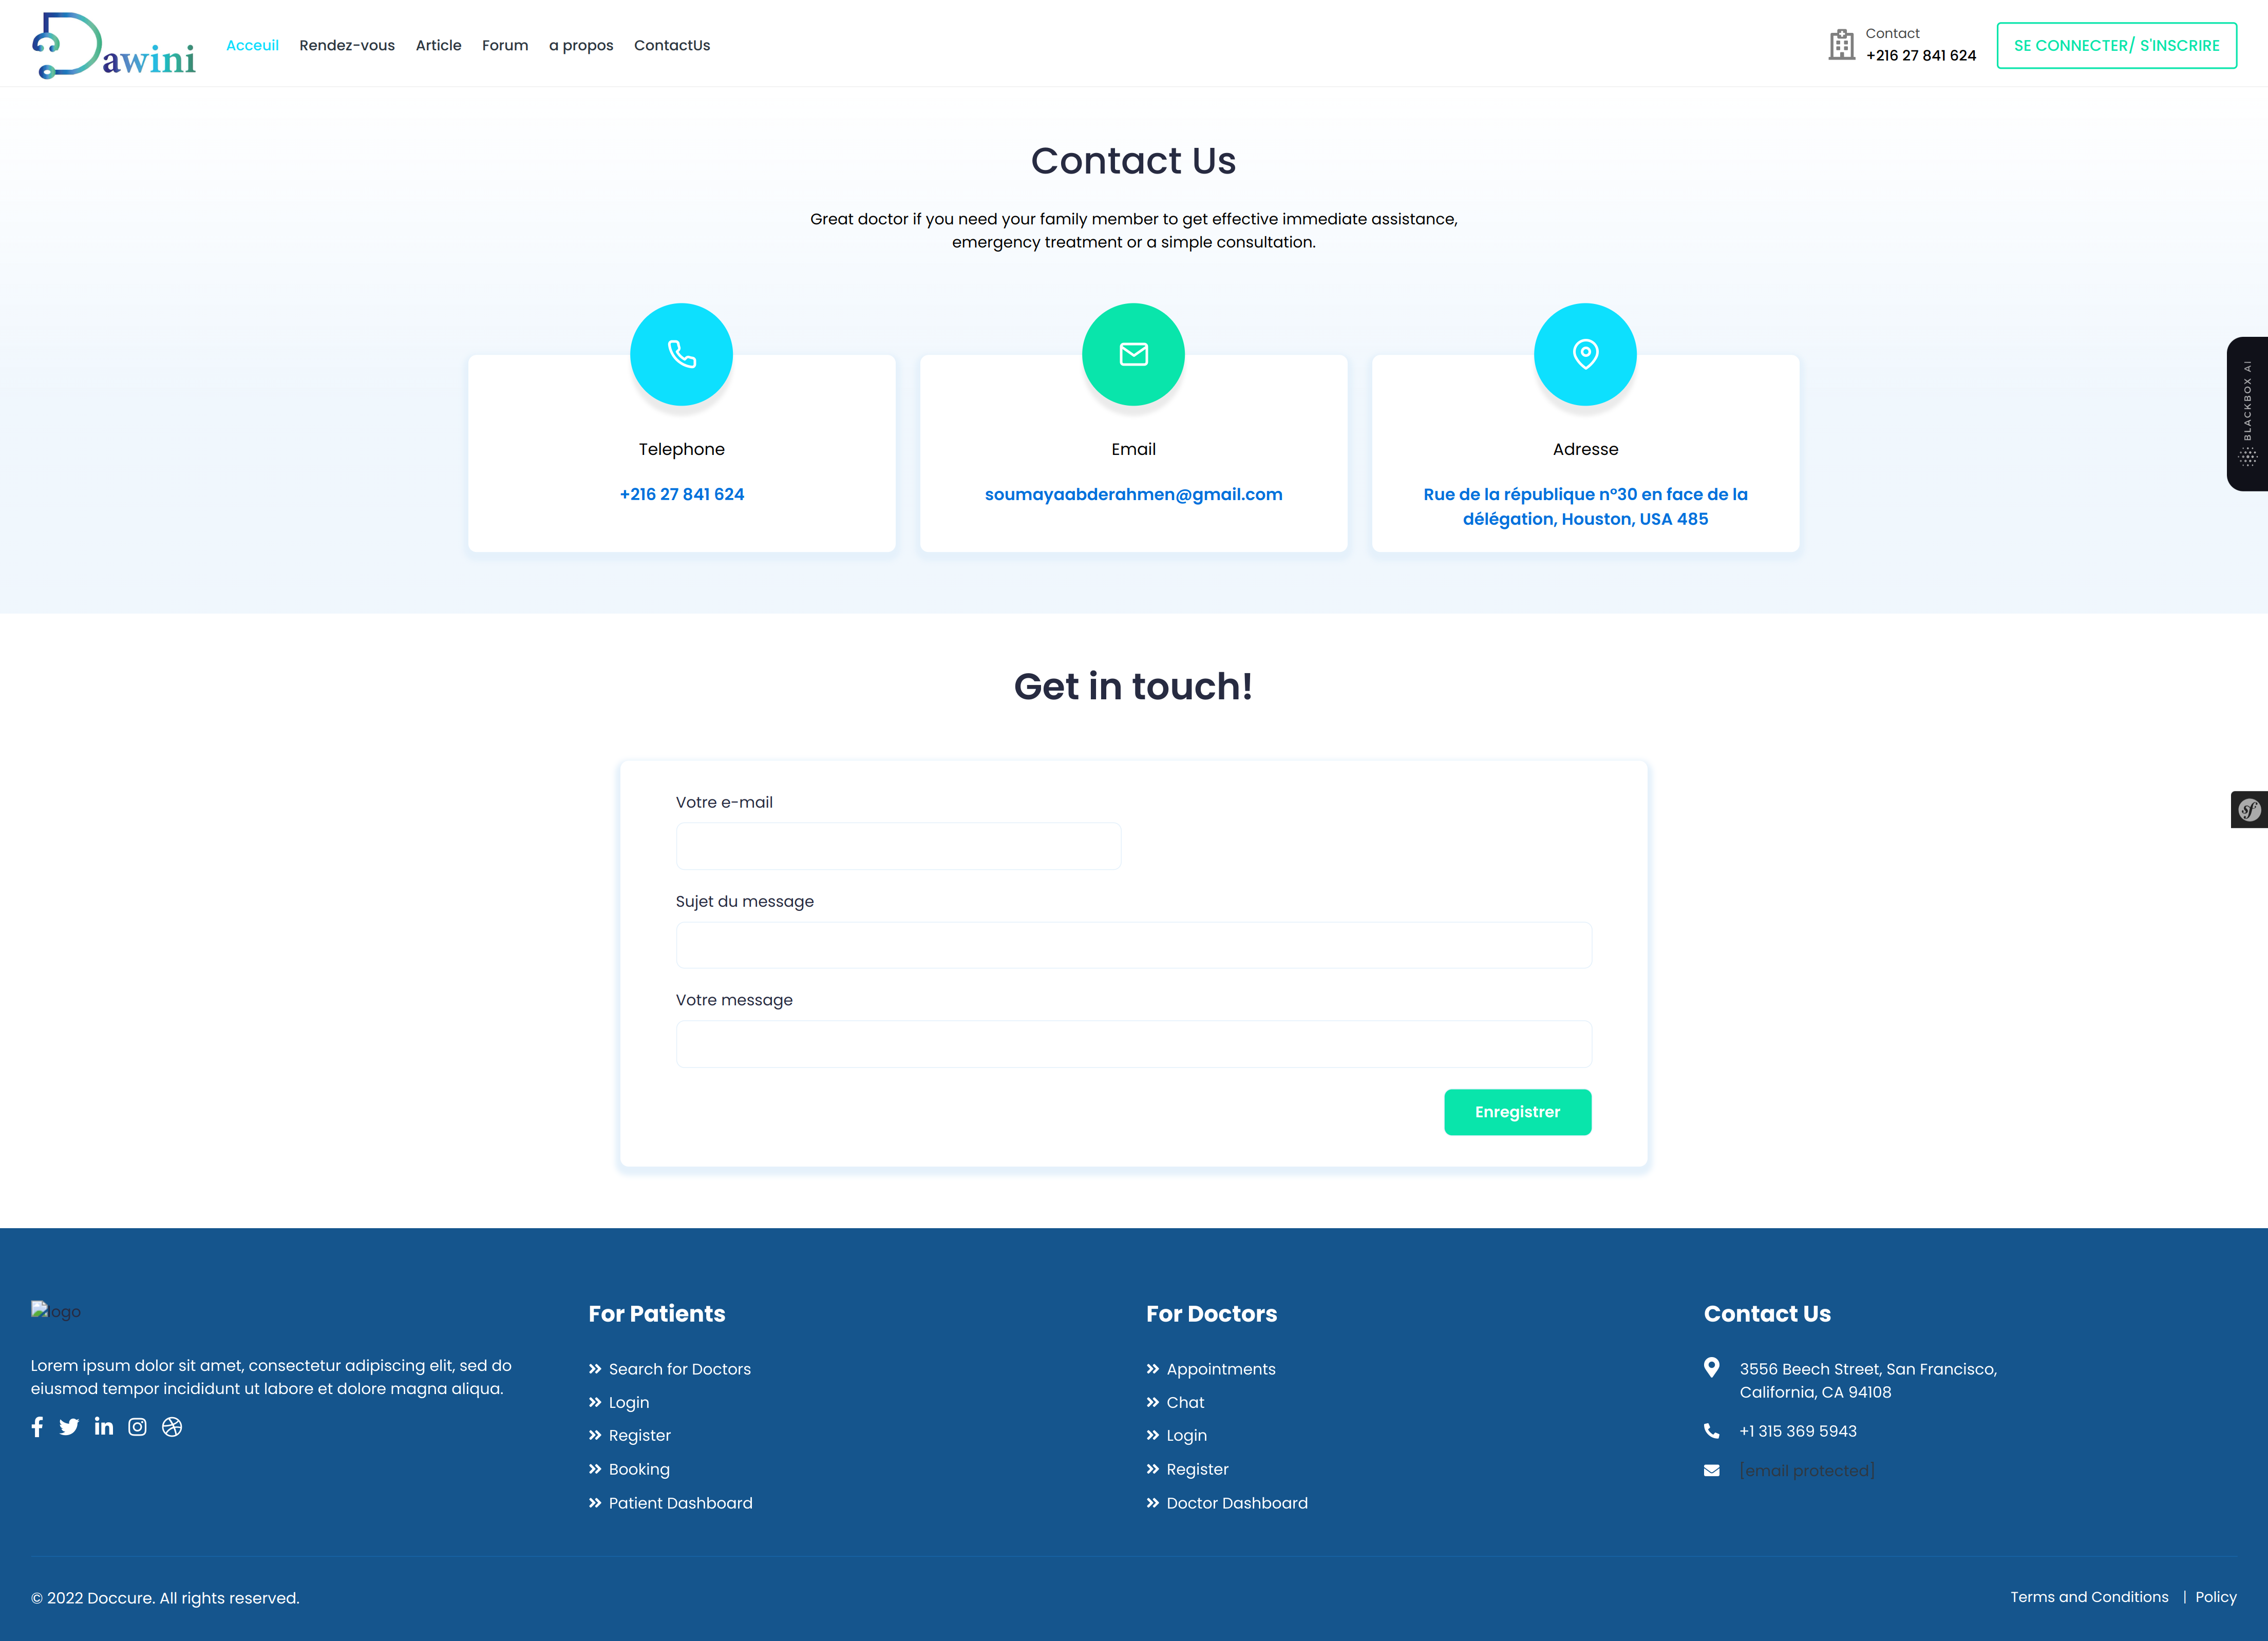 Dawini
Acceuil
Rendez-vous
Article
Forum
a propos
ContactUs
Contact
+216 27 841 624
SE CONNECTER/ S'INSCRIRE
Contact Us
Great doctor if you need your family member to get effective immediate assistance,
emergency treatment or a simple consultation.
Telephone
+216 27 841 624
Email
soumayaabderahmen@gmail.com
Adresse
Rue de la république n°30 en face de la
délégation, Houston, USA 485
BLACKBOX AI
Get in touch!
sf
Votre e-mail
Sujet du message
Votre message
Enregistrer
logo
Lorem ipsum dolor sit amet, consectetur adipiscing elit, sed do
eiusmod tempor incididunt ut labore et dolore magna aliqua.
For Patients
Search for Doctors
Login
Register
Booking
Patient Dashboard
For Doctors
Appointments
Chat
Login
Register
Doctor Dashboard
Contact Us
3556 Beech Street, San Francisco,
California, CA 94108
+1 315 369 5943
[email protected]
© 2022 Doccure. All rights reserved.
Terms and Conditions | Policy